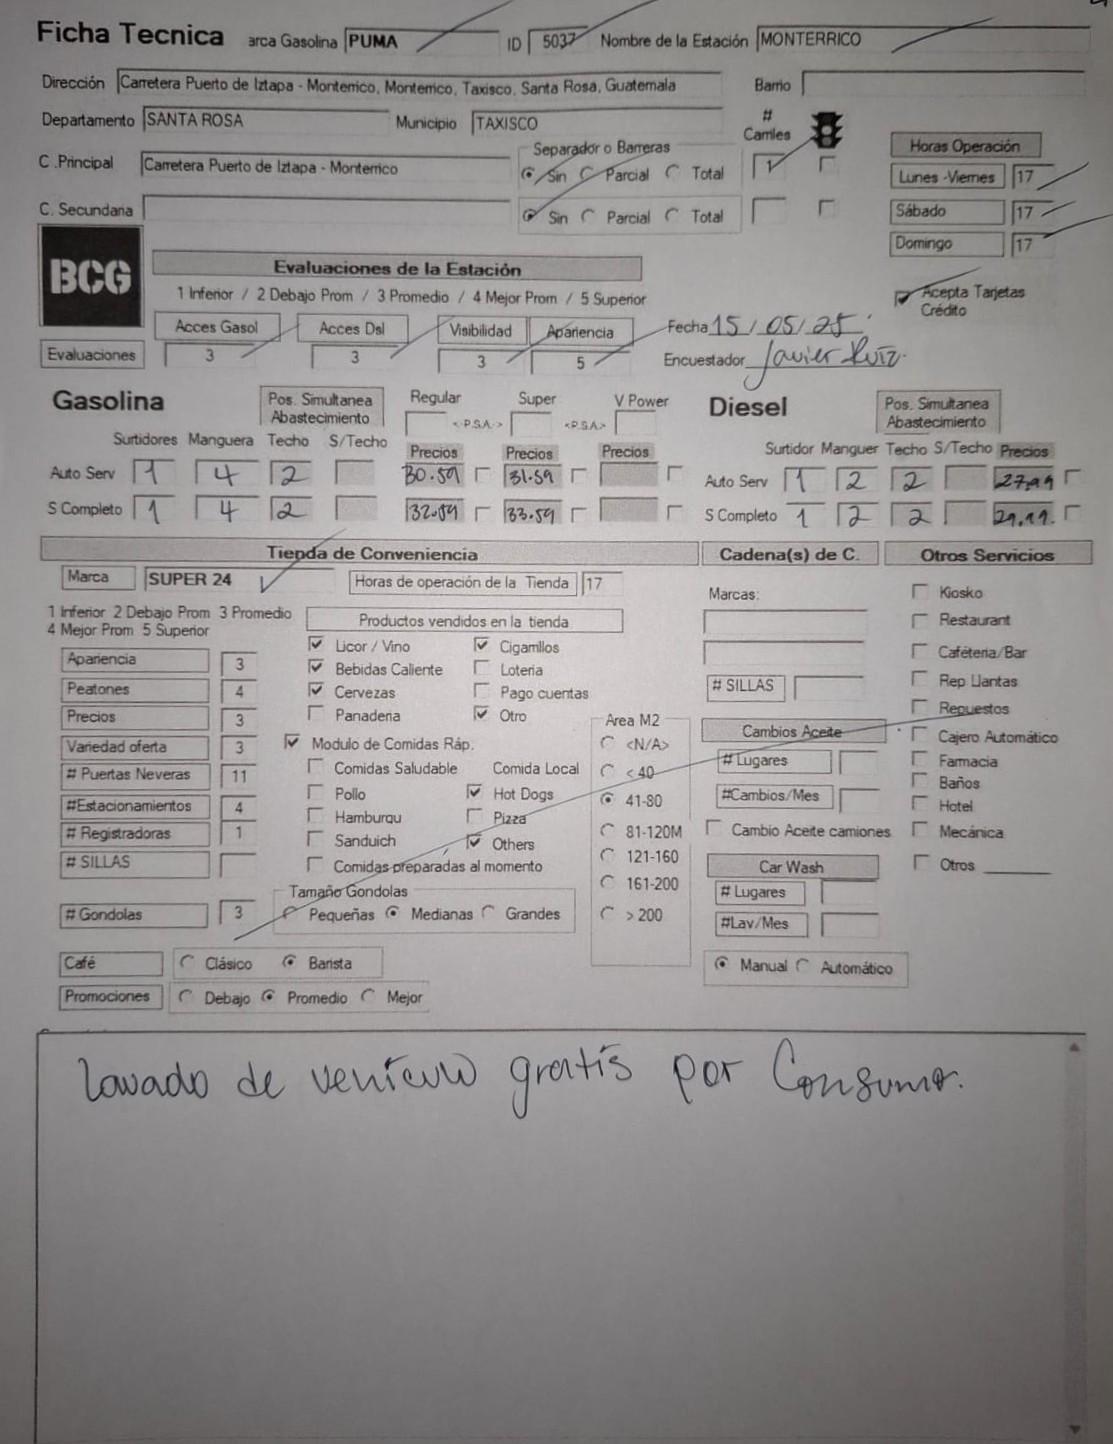 Ficha Tecnica arca Gasolina PUMA ID 5037 Nombre de la Estación MONTERRICO
Dirección Carretera Puerto de Iztapa - Monterrico, Monterrico, Taxisco, Santa Rosa, Guatemala Barrio
Departamento SANTA ROSA Municipio TAXISCO # Carriles
C .Principal Carretera Puerto de Iztapa - Monterrico Separador o Barreras Sin Parcial Total 1
C. Secundaria Sin Parcial Total
Horas Operación
Lunes -Viernes 17
Sábado 17
Domingo 17
BCG
Evaluaciones de la Estación
1 Inferior / 2 Debajo Prom / 3 Promedio / 4 Mejor Prom / 5 Superior
Acepta Tarjetas Crédito
Acces Gasol Acces Dsl Visibilidad Apariencia Fecha 15/05/25
Evaluaciones 3 3 3 5 Encuestador Javier Ruiz
Gasolina Pos. Simultanea Abastecimiento Regular Super V Power Diesel Pos. Simultanea Abastecimiento
<-P.S.A.-> <P.S.A>
Surtidores Manguera Techo S/Techo Precios Precios Precios Surtidor Manguer Techo S/Techo Precios
Auto Serv 1 4 2 30.59 31.59 Auto Serv 1 2 2
S Completo 1 4 2 33.59 S Completo 1 2 2
Tienda de Conveniencia Cadena(s) de C. Otros Servicios
Marca SUPER 24 Horas de operación de la Tienda 17
1 Inferior 2 Debajo Prom 3 Promedio
4 Mejor Prom 5 Superior
Apariencia 3
Peatones 4
Precios 3
Variedad oferta 3
# Puertas Neveras 11
#Estacionamientos 4
# Registradoras 1
# SILLAS
# Gondolas 3
Productos vendidos en la tienda
Licor / Vino Cigarrillos
Bebidas Caliente Loteria
Cervezas Pago cuentas
Panaderia Otro
Modulo de Comidas Ráp.
Comidas Saludable Comida Local
Pollo Hot Dogs
Hamburgu Pizza
Sanduich Others
Comidas preparadas al momento
Tamaño Gondolas
Pequeñas Medianas Grandes
Area M2
<N/A>
< 40
41-80
81-120M
121-160
161-200
> 200
Marcas:
# SILLAS
Cambios Aceite
# Lugares
#Cambios/Mes
Cambio Aceite camiones
Car Wash
# Lugares
#Lav/Mes
Manual Automático
Kiosko
Restaurant
Cafeteria/Bar
Rep Llantas
Repuestos
Cajero Automático
Farmacia
Baños
Hotel
Mecánica
Otros
Café Clásico Barista
Promociones Debajo Promedio Mejor
Lavado de vehiculo gratis por Consumo.